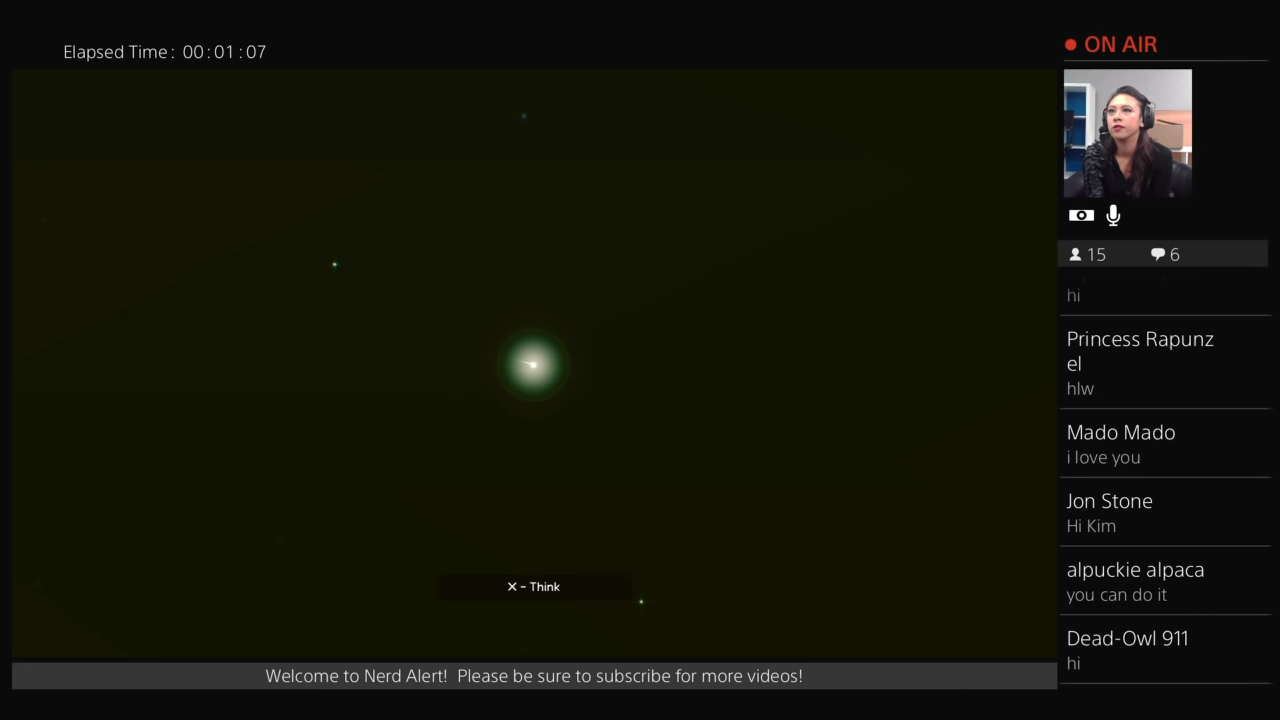 Elapsed Time: 00:01:07
ON AIR
15 6
hi
Princess Rapunz
el
hlw
Mado Mado
i love you
Jon Stone
Hi Kim
alpuckie alpaca
you can do it
Dead-Owl 911
hi
X - Think
Welcome to Nerd Alert! Please be sure to subscribe for more videos!